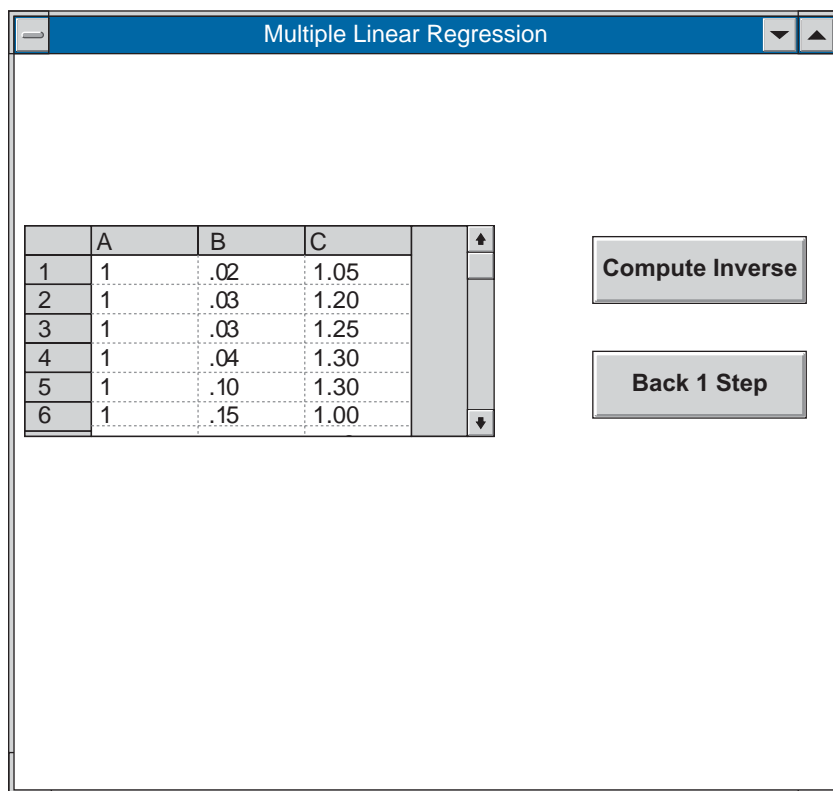 Multiple Linear Regression
A B C
1 1 .02 1.05
2 1 .03 1.20
3 1 .03 1.25
4 1 .04 1.30
5 1 .10 1.30
6 1 .15 1.00
Compute Inverse
Back 1 Step